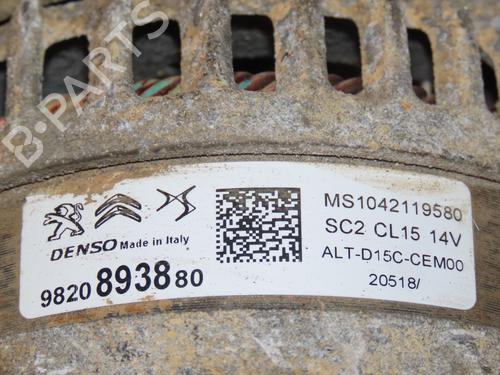 B-PARTS
DENSO Made in Italy
9820893880
MS1042119580
SC2 CL15 14V
ALT-D15C-CEM00
20518/